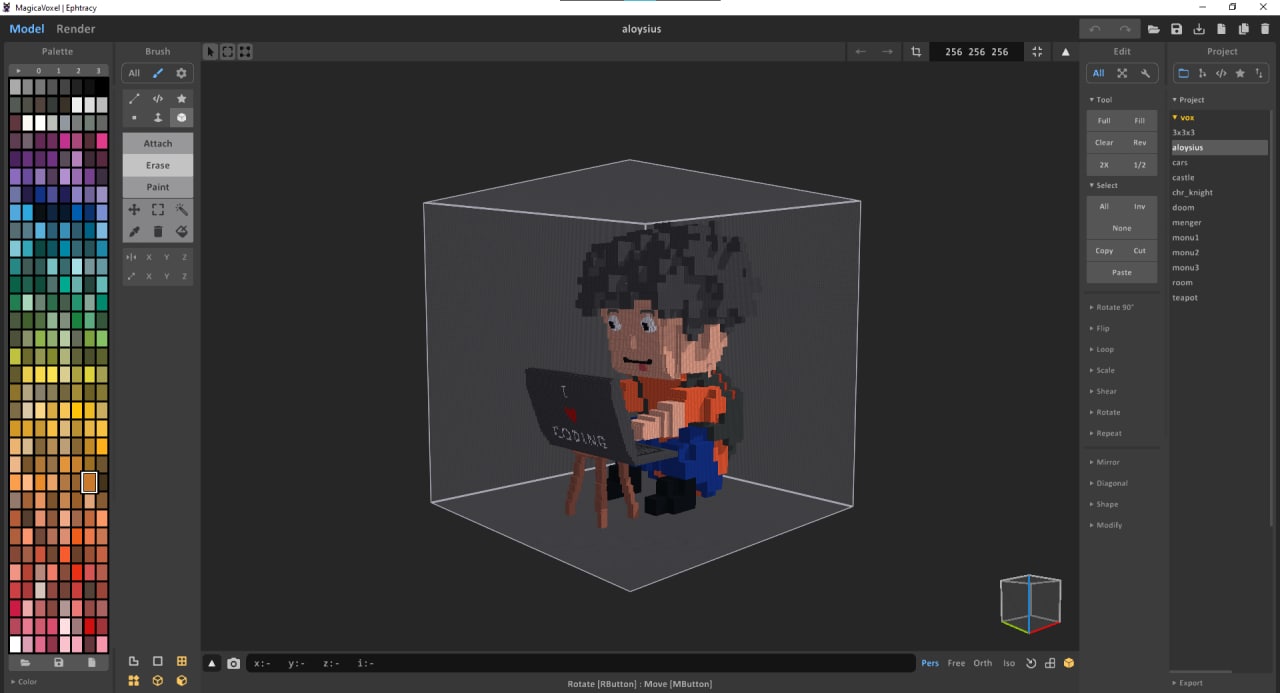 MagicaVoxel | Ephtracy
Model Render
aloysius
Palette
0 1 2 3
Color
Brush
All
Attach
Erase
Paint
X Y Z
X Y Z
256 256 256
I
CODING
x:- y:- z:- i:-
Pers Free Orth Iso
Rotate [RButton] : Move [MButton]
Edit
All
Tool
Full Fill
Clear Rev
2X 1/2
Select
All Inv
None
Copy Cut
Paste
Rotate 90°
Flip
Loop
Scale
Shear
Rotate
Repeat
Mirror
Diagonal
Shape
Modify
Project
Project
vox
3x3x3
aloysius
cars
castle
chr_knight
doom
menger
monu1
monu2
monu3
room
teapot
Export